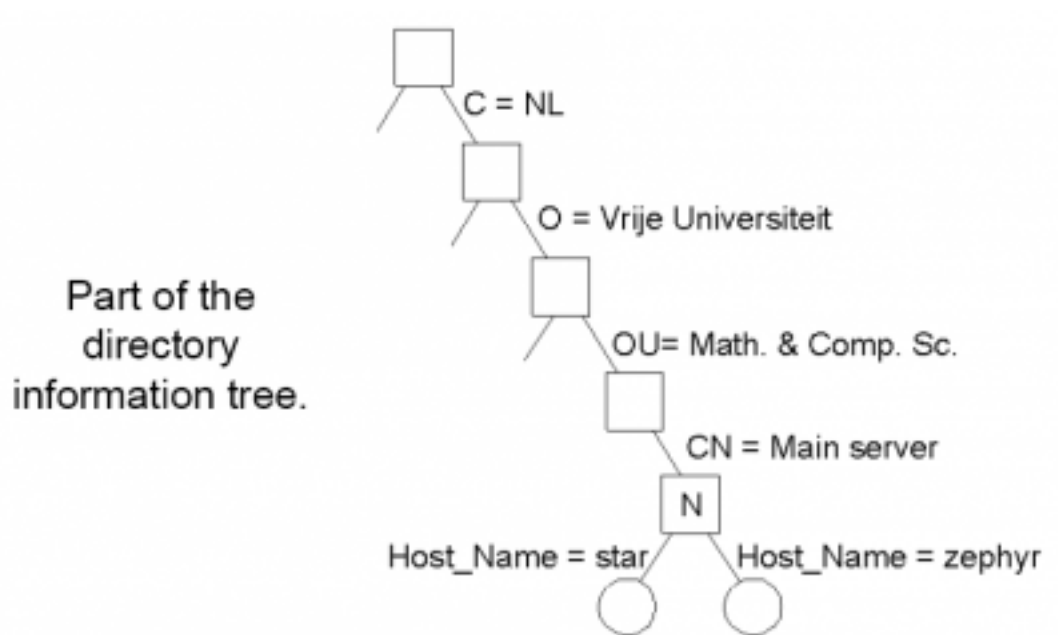 C = NL
O = Vrije Universiteit
Part of the
directory
information tree.
OU= Math. & Comp. Sc.
CN = Main server
N
Host_Name = star
Host_Name = zephyr